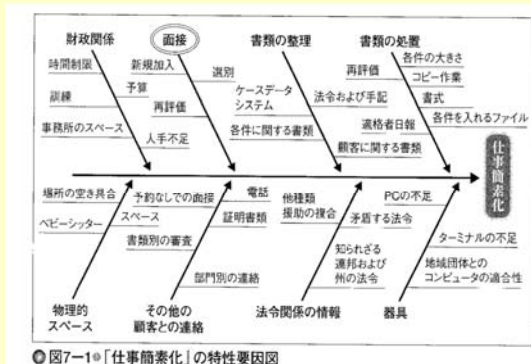 財政関係
面接
書類の整理
書類の処置
時間制限
訓練
事務所のスペース
予算
人手不足
新規加入
再評価
選別
ケースデータ
システム
各件に関する書類
再評価
法令および手記
適格者日報
顧客に関する書類
各件の大きさ
コピー作業
書式
各件を入れるファイル
仕事簡素化
場所の空き具合
ベビーシッター
スペース
予約なしでの面接
書類別の審査
電話
証明書類
部門別の連絡
他種類
援助の複合
矛盾する法令
知られざる
連邦および
州の法令
PCの不足
ターミナルの不足
地域団体との
コンピュータの適合性
物理的
スペース
その他の
顧客との連絡
法令関係の情報
器具
図7－1 「仕事簡素化」の特性要因図